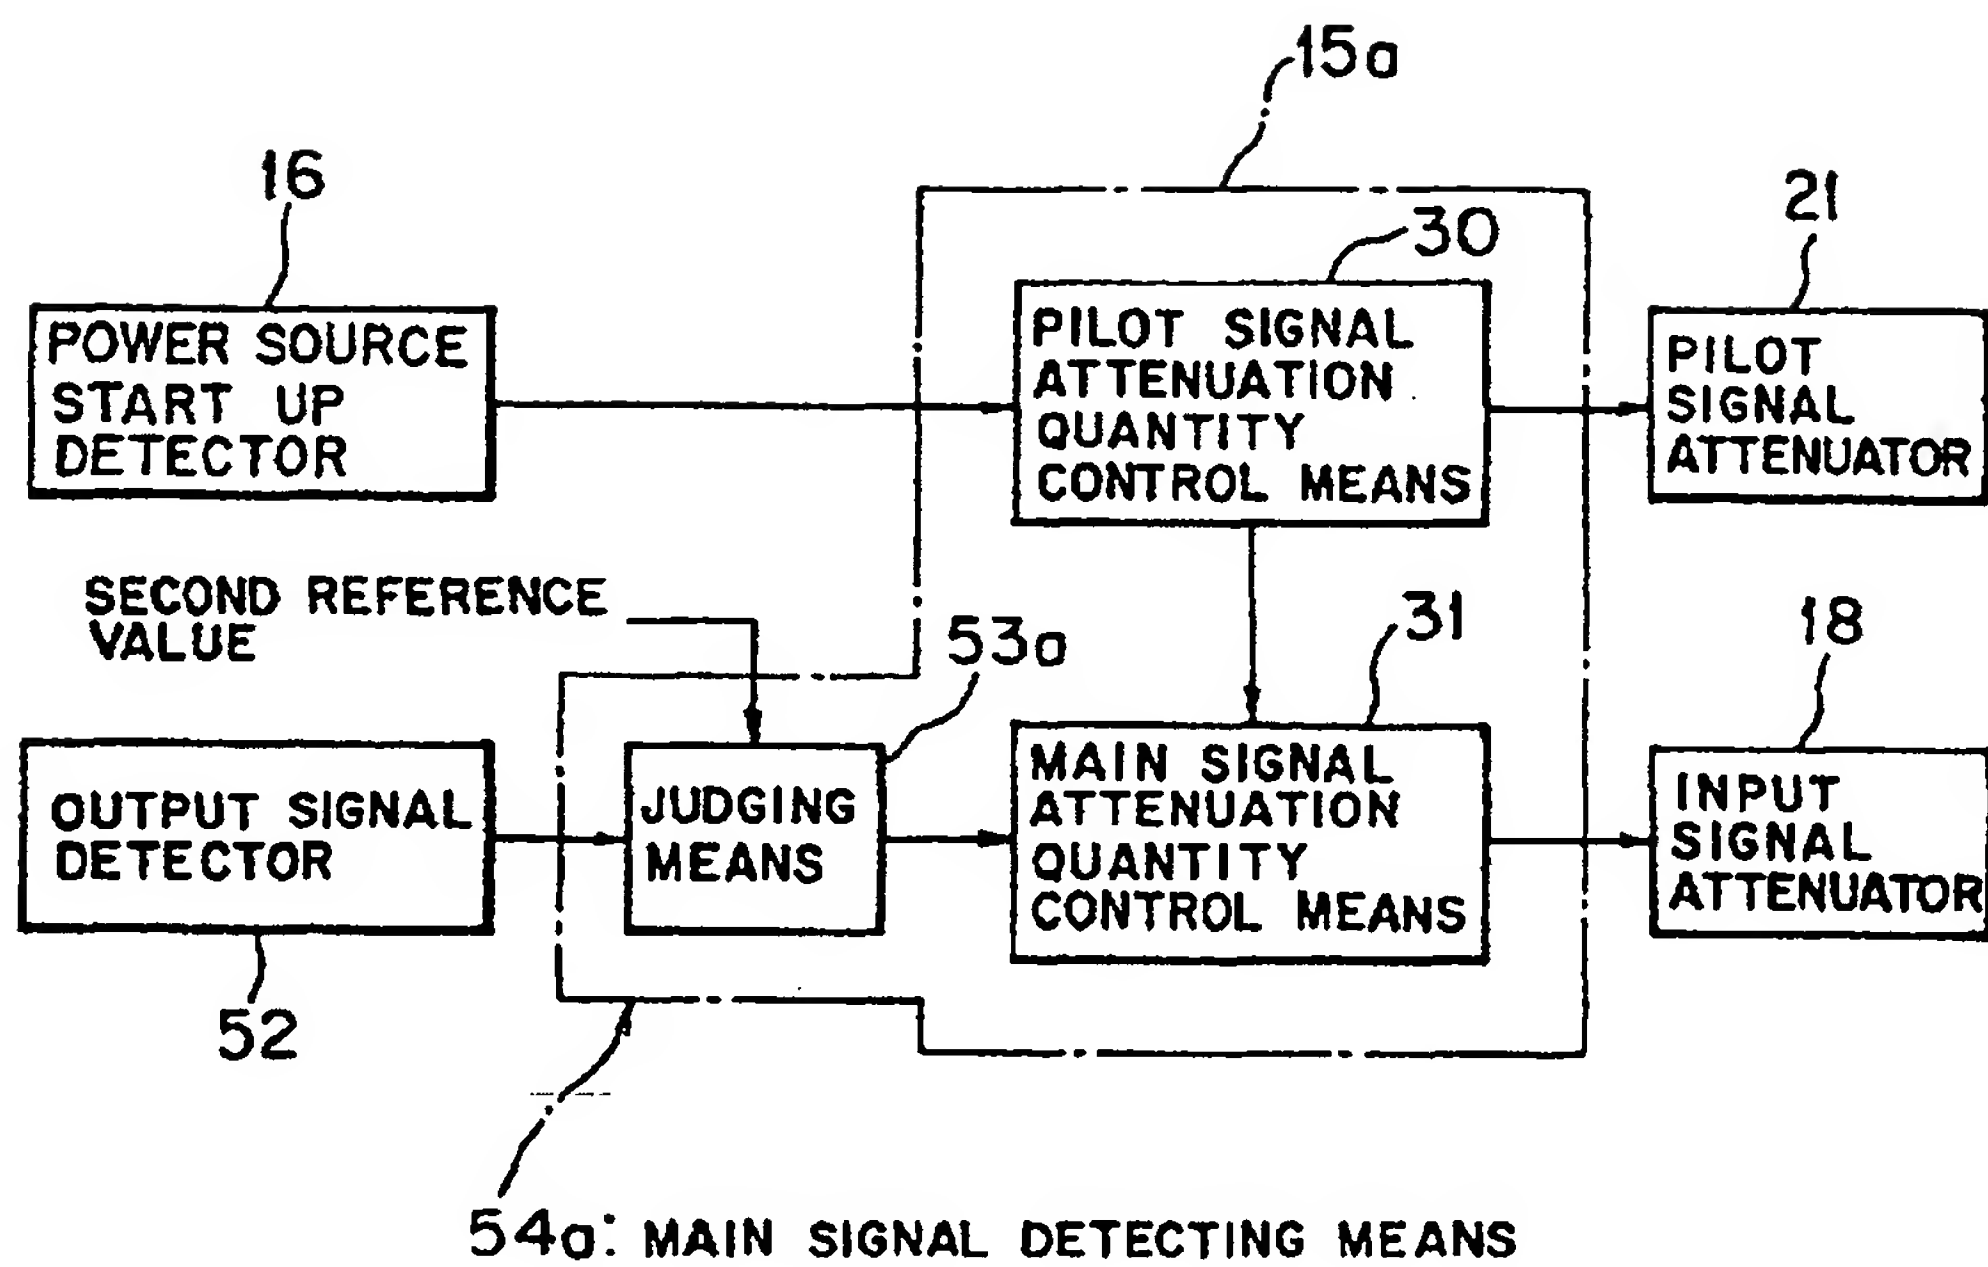 15a
16
30
21
POWER SOURCE
START UP
DETECTOR
PILOT SIGNAL
ATTENUATION
QUANTITY
CONTROL MEANS
PILOT
SIGNAL
ATTENUATOR
SECOND REFERENCE
VALUE
53a
31
18
OUTPUT SIGNAL
DETECTOR
JUDGING
MEANS
MAIN SIGNAL
ATTENUATION
QUANTITY
CONTROL MEANS
INPUT
SIGNAL
ATTENUATOR
52
54a: MAIN SIGNAL DETECTING MEANS